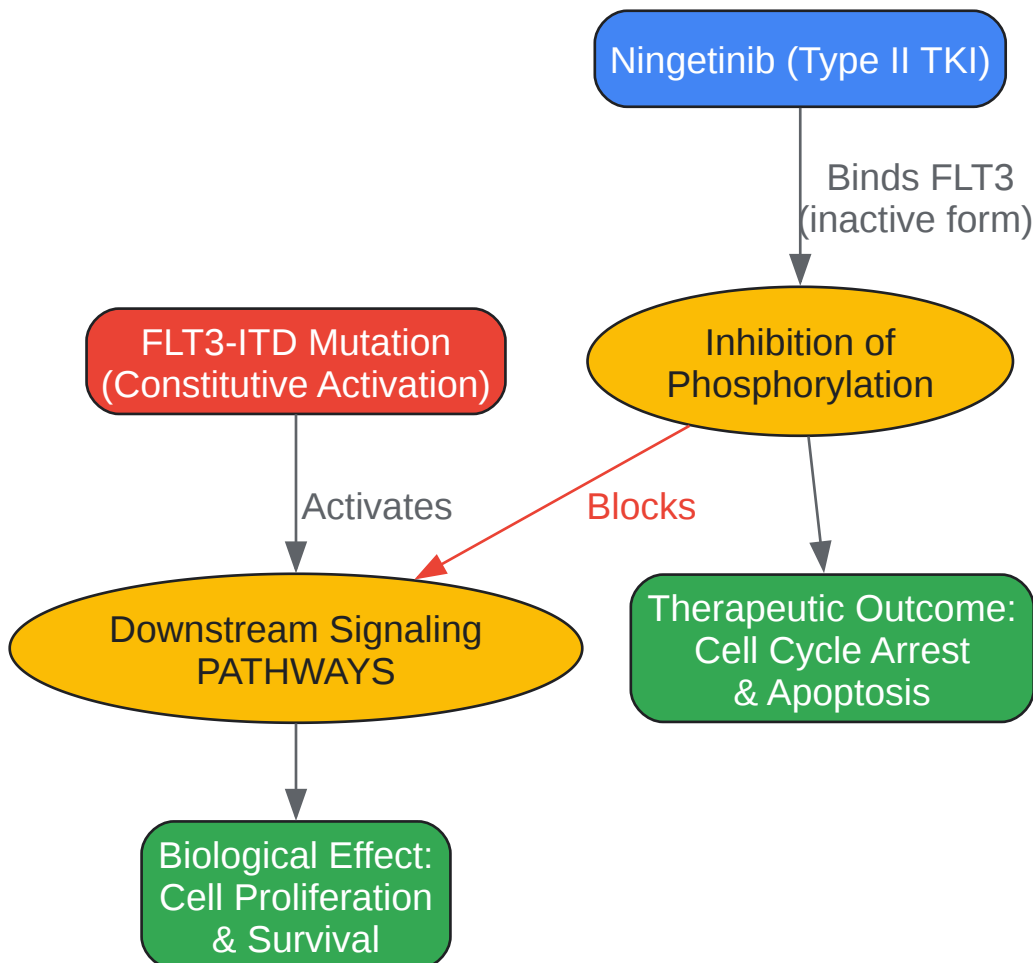 Ningetinib (Type II TKI)
Binds FLT3
(inactive form)
FLT3-ITD Mutation
(Constitutive Activation)
Inhibition of
Phosphorylation
Activates
Blocks
Downstream Signaling
PATHWAYS
Therapeutic Outcome:
Cell Cycle Arrest
& Apoptosis
Biological Effect:
Cell Proliferation
& Survival